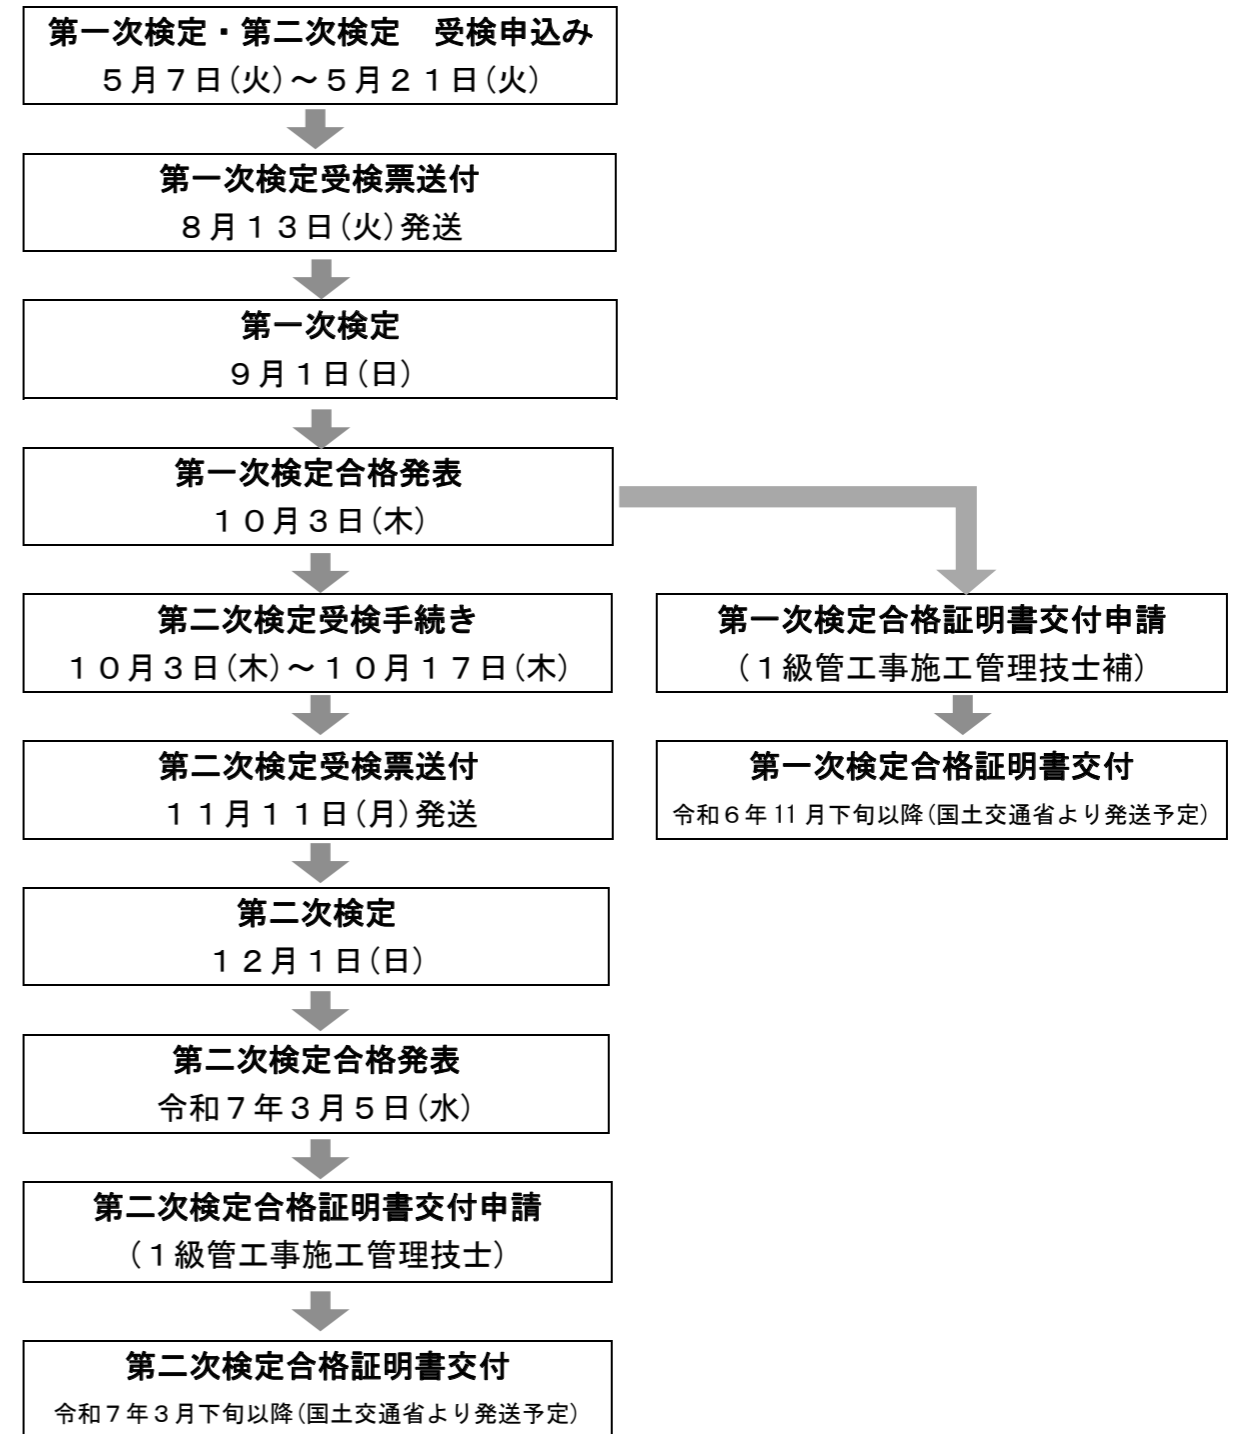 第一次検定・第二次検定　受検申込み
５月７日(火)～５月２１日(火)
第一次検定受検票送付
８月１３日(火)発送
第一次検定
９月１日(日)
第一次検定合格発表
１０月３日(木)
第二次検定受検手続き
１０月３日(木)～１０月１７日(木)
第一次検定合格証明書交付申請
(１級管工事施工管理技士補)
第二次検定受検票送付
１１月１１日(月)発送
第一次検定合格証明書交付
令和６年11月下旬以降(国土交通省より発送予定)
第二次検定
１２月１日(日)
第二次検定合格発表
令和７年３月５日(水)
第二次検定合格証明書交付申請
(１級管工事施工管理技士)
第二次検定合格証明書交付
令和７年３月下旬以降(国土交通省より発送予定)